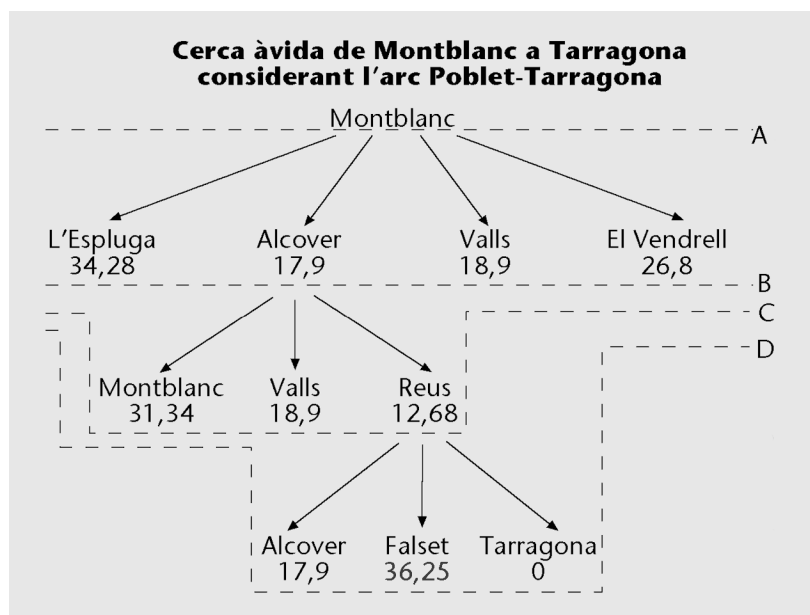 Cerca àvida de Montblanc a Tarragona
considerant l'arc Poblet-Tarragona
Montblanc
A
L'Espluga Alcover Valls El Vendrell
34,28 17,9 18,9 26,8
B
C
D
Montblanc Valls Reus
31,34 18,9 12,68
Alcover Falset Tarragona
17,9 36,25 0